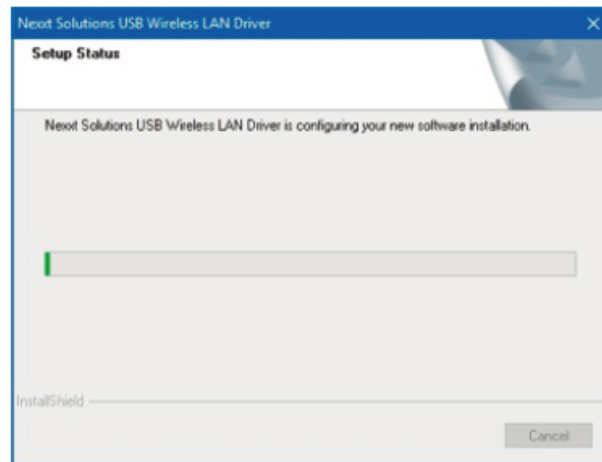 Nexxt Solutions USB Wireless LAN Driver
Setup Status
Nexxt Solutions USB Wireless LAN Driver is configuring your new software installation.
InstallShield
Cancel